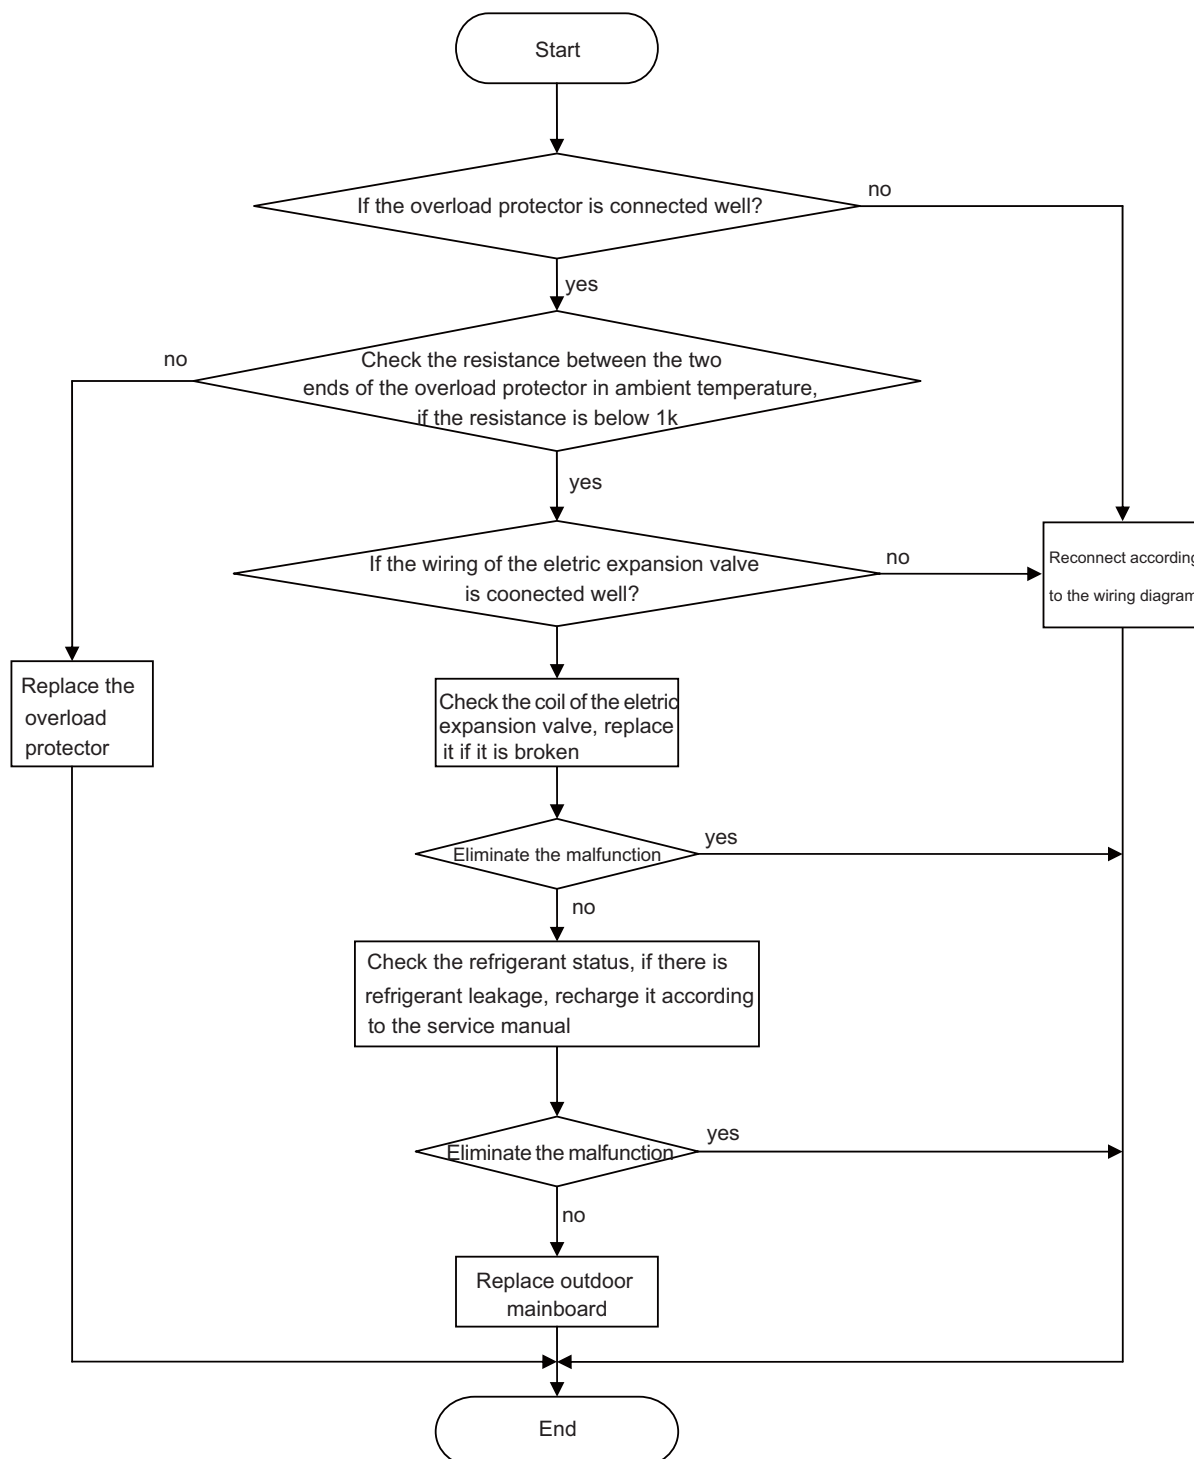 Start
If the overload protector is connected well?
no
yes
no
Check the resistance between the two
ends of the overload protector in ambient temperature,
if the resistance is below 1k
yes
If the wiring of the eletric expansion valve
is coonected well?
no
Reconnect according
to the wiring diagram
Replace the
overload
protector
Check the coil of the eletric
expansion valve, replace
it if it is broken
Eliminate the malfunction
yes
no
Check the refrigerant status, if there is
refrigerant leakage, recharge it according
to the service manual
Eliminate the malfunction
yes
no
Replace outdoor
mainboard
End